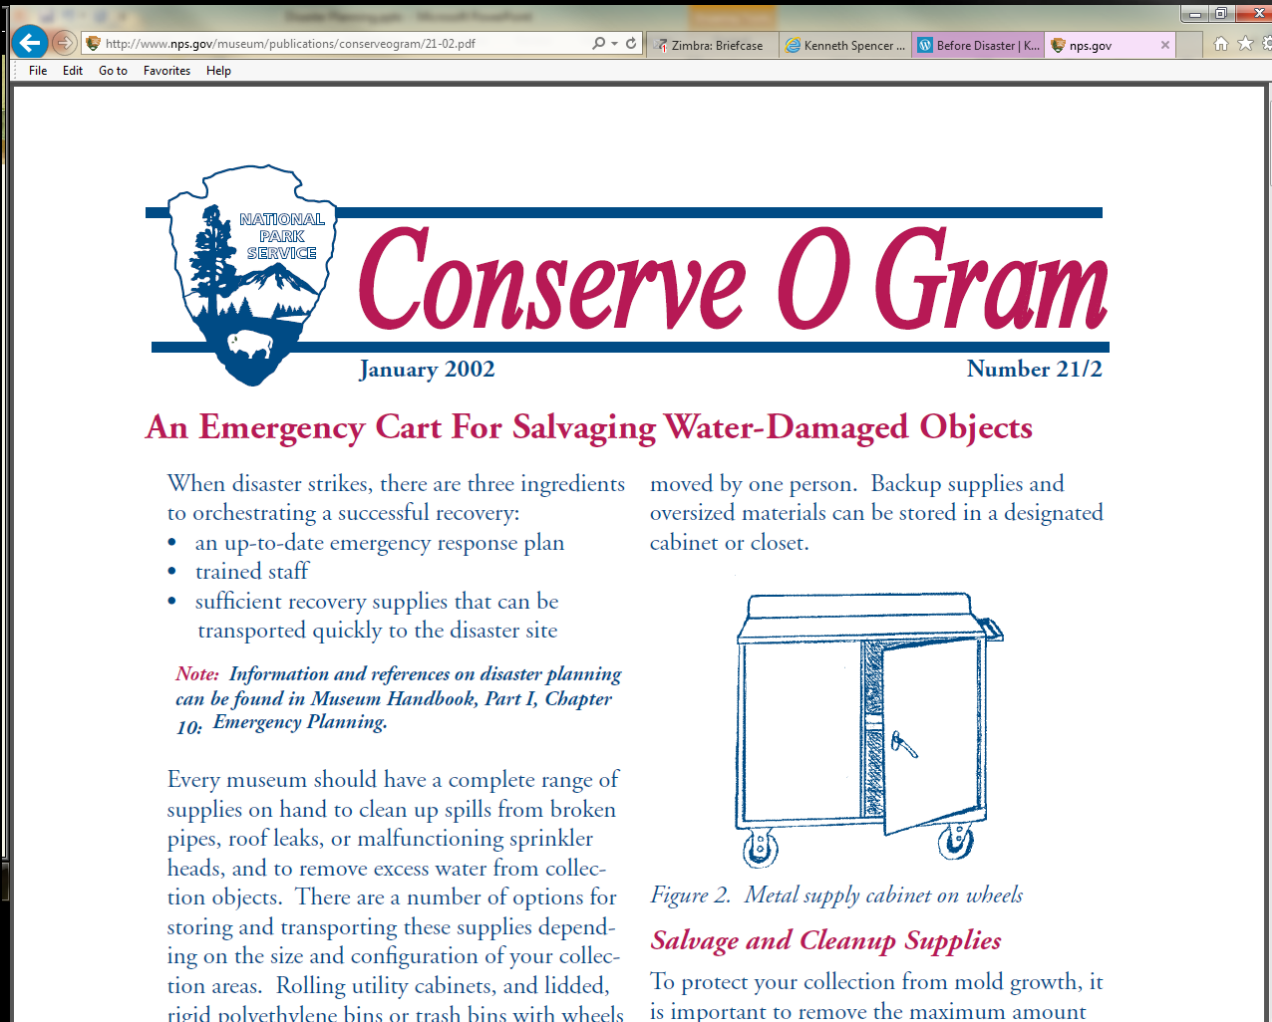 Disaster Planning.pptx - Microsoft PowerPoint
http://www.nps.gov/museum/publications/conserveogram/21-02.pdf
Zimbra: Briefcase
Kenneth Spencer ...
Before Disaster | K...
nps.gov
File Edit Go to Favorites Help
NATIONAL
PARK
SERVICE
Conserve O Gram
January 2002
Number 21/2
An Emergency Cart For Salvaging Water-Damaged Objects
When disaster strikes, there are three ingredients
to orchestrating a successful recovery:
• an up-to-date emergency response plan
• trained staff
• sufficient recovery supplies that can be
transported quickly to the disaster site
Note: Information and references on disaster planning
can be found in Museum Handbook, Part I, Chapter
10: Emergency Planning.
Every museum should have a complete range of
supplies on hand to clean up spills from broken
pipes, roof leaks, or malfunctioning sprinkler
heads, and to remove excess water from collec-
tion objects. There are a number of options for
storing and transporting these supplies depend-
ing on the size and configuration of your collec-
tion areas. Rolling utility cabinets, and lidded,
rigid polyethylene bins or trash bins with wheels
moved by one person. Backup supplies and
oversized materials can be stored in a designated
cabinet or closet.
Figure 2. Metal supply cabinet on wheels
Salvage and Cleanup Supplies
To protect your collection from mold growth, it
is important to remove the maximum amount